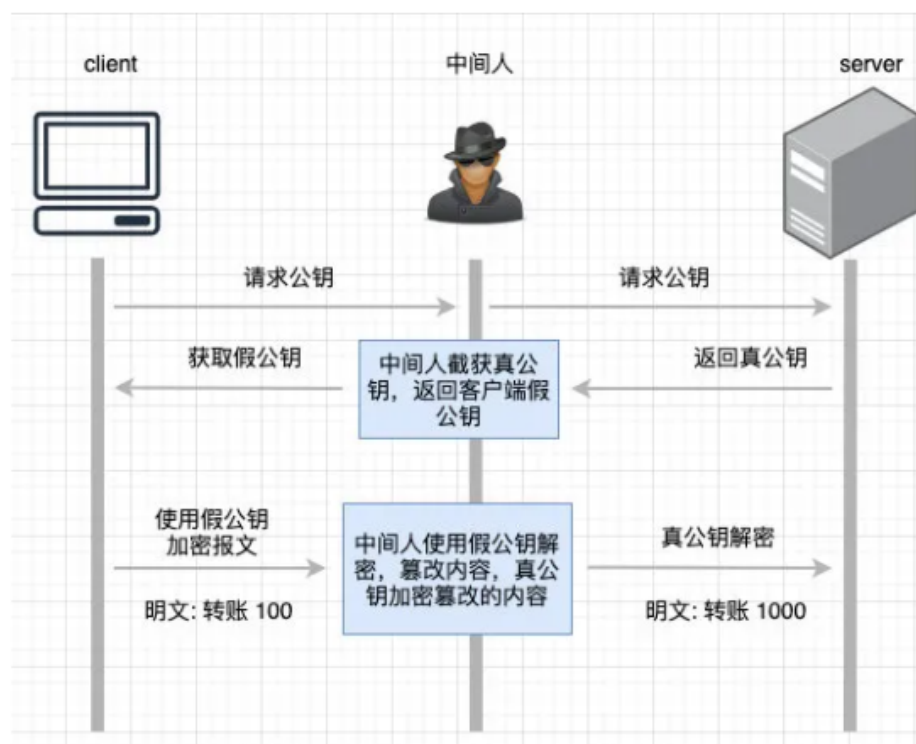 client
中间人
server
请求公钥
请求公钥
获取假公钥
中间人截获真公
钥，返回客户端假
公钥
返回真公钥
使用假公钥
加密报文
明文: 转账 100
中间人使用假公钥解
密，篡改内容，真公
钥加密篡改的内容
真公钥解密
明文: 转账 1000